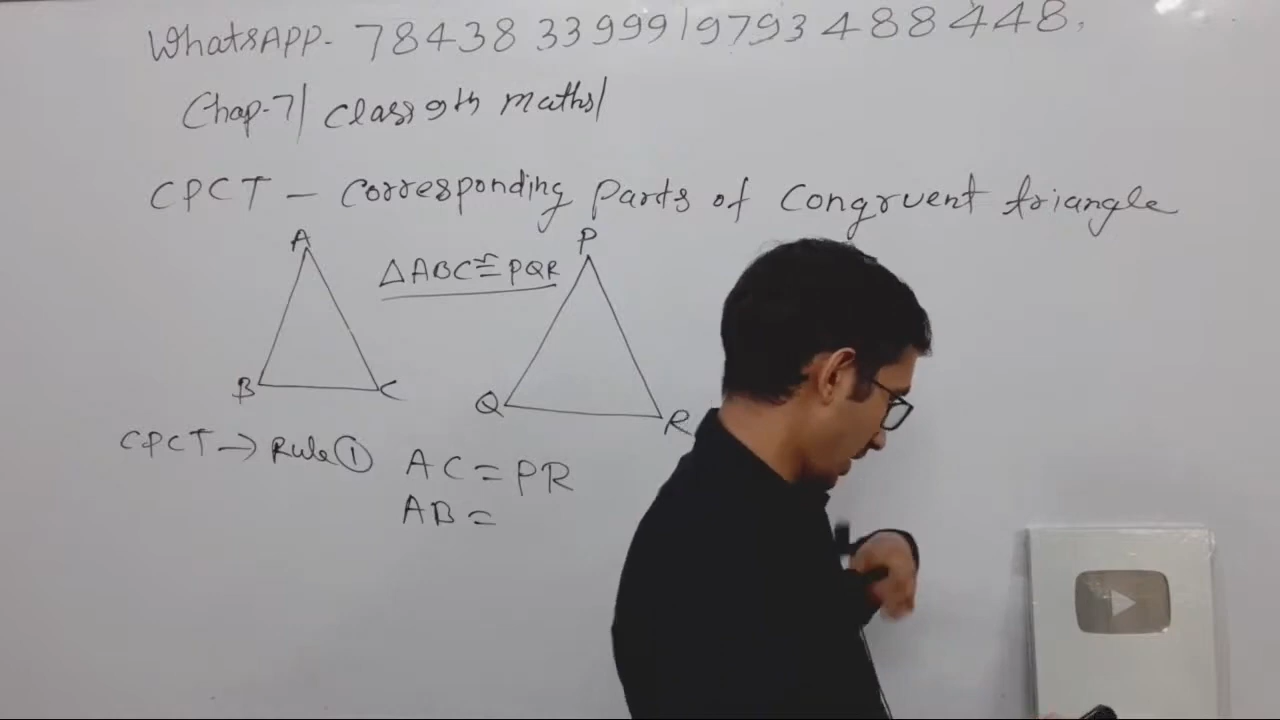 WhatsAPP- 78438 33999/9793488448,
Chap-7/ class 9th maths/
CPCT - Corresponding Parts of Congruent triangle
A
△ABC≅PQR
P
B
C
Q
R
CPCT → Rule ① AC = PR
AB =